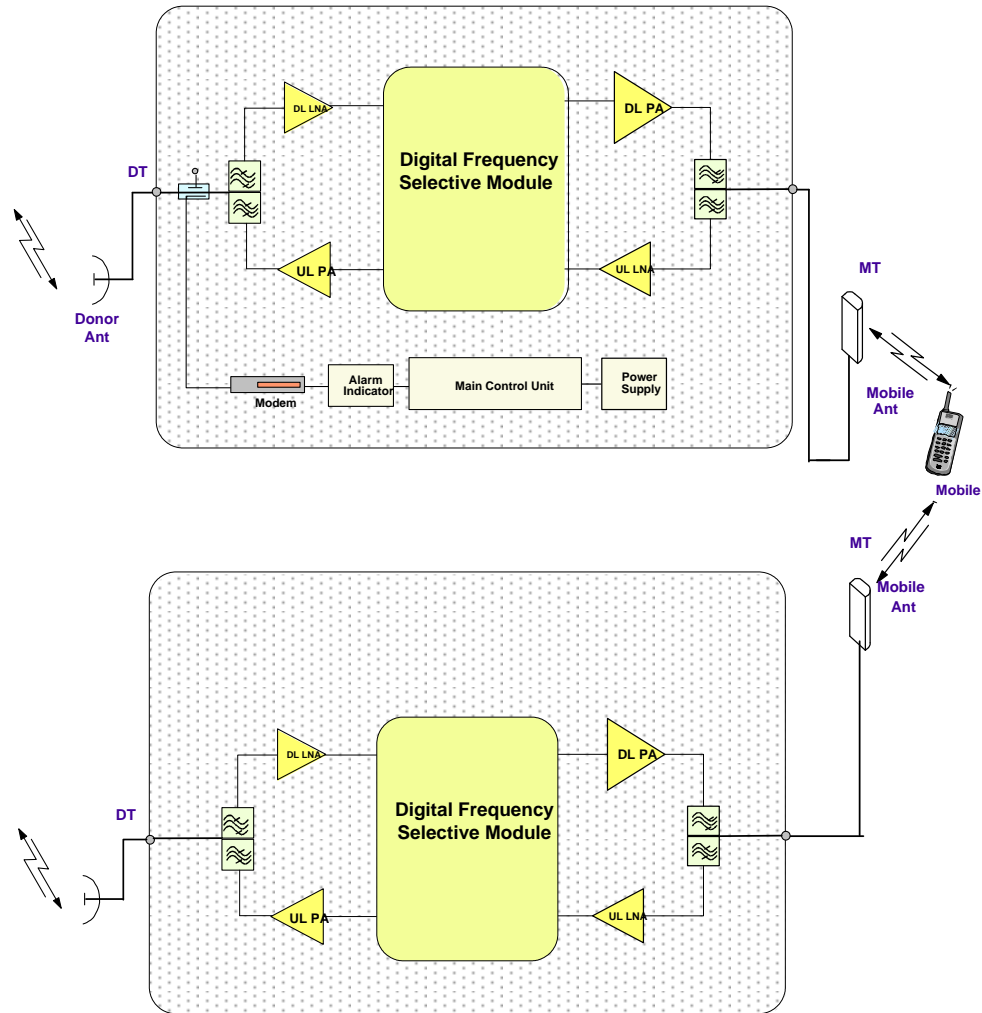 DL LNA
DL PA
Digital Frequency
Selective Module
DT
UL PA
UL LNA
MT
Donor
Ant
Alarm
Indicator
Main Control Unit
Power
Supply
Modem
Mobile
Ant
Mobile
MT
Mobile
Ant
DL LNA
DL PA
Digital Frequency
Selective Module
DT
UL PA
UL LNA